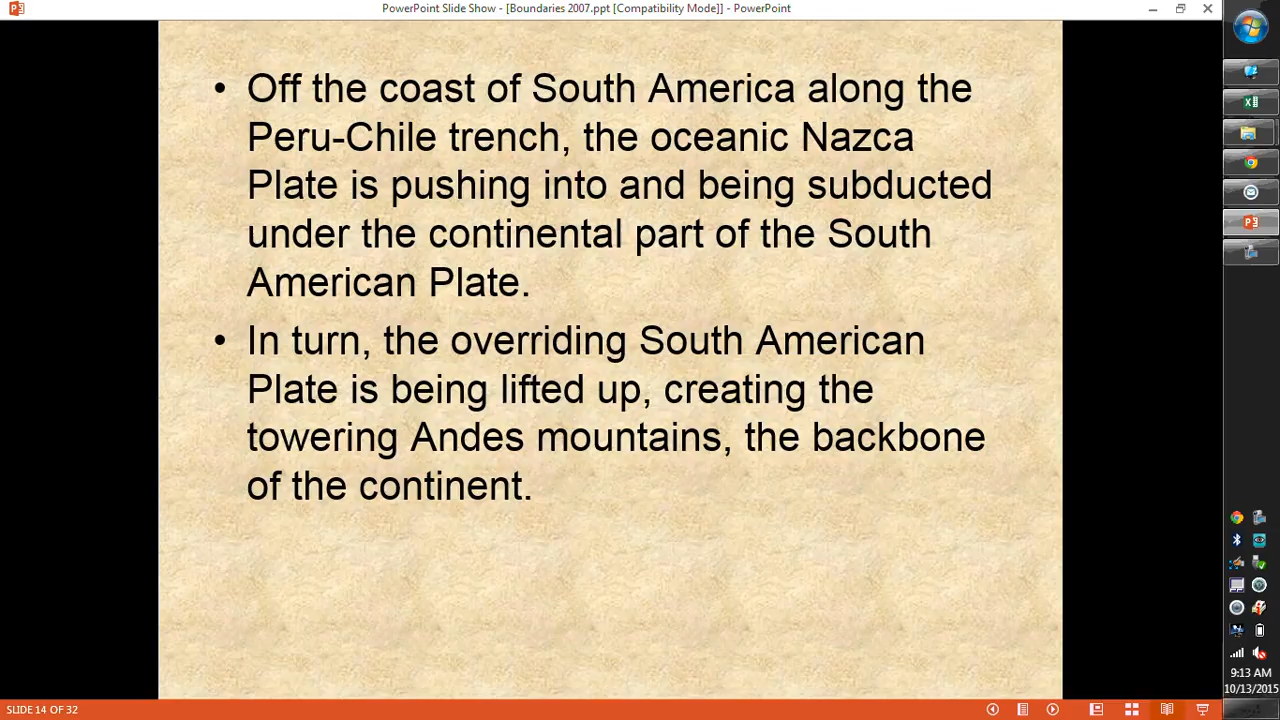 PowerPoint Slide Show - [Boundaries 2007.ppt [Compatibility Mode]] - PowerPoint
• Off the coast of South America along the
Peru-Chile trench, the oceanic Nazca
Plate is pushing into and being subducted
under the continental part of the South
American Plate.
• In turn, the overriding South American
Plate is being lifted up, creating the
towering Andes mountains, the backbone
of the continent.
9:13 AM
10/13/2015
SLIDE 14 OF 32